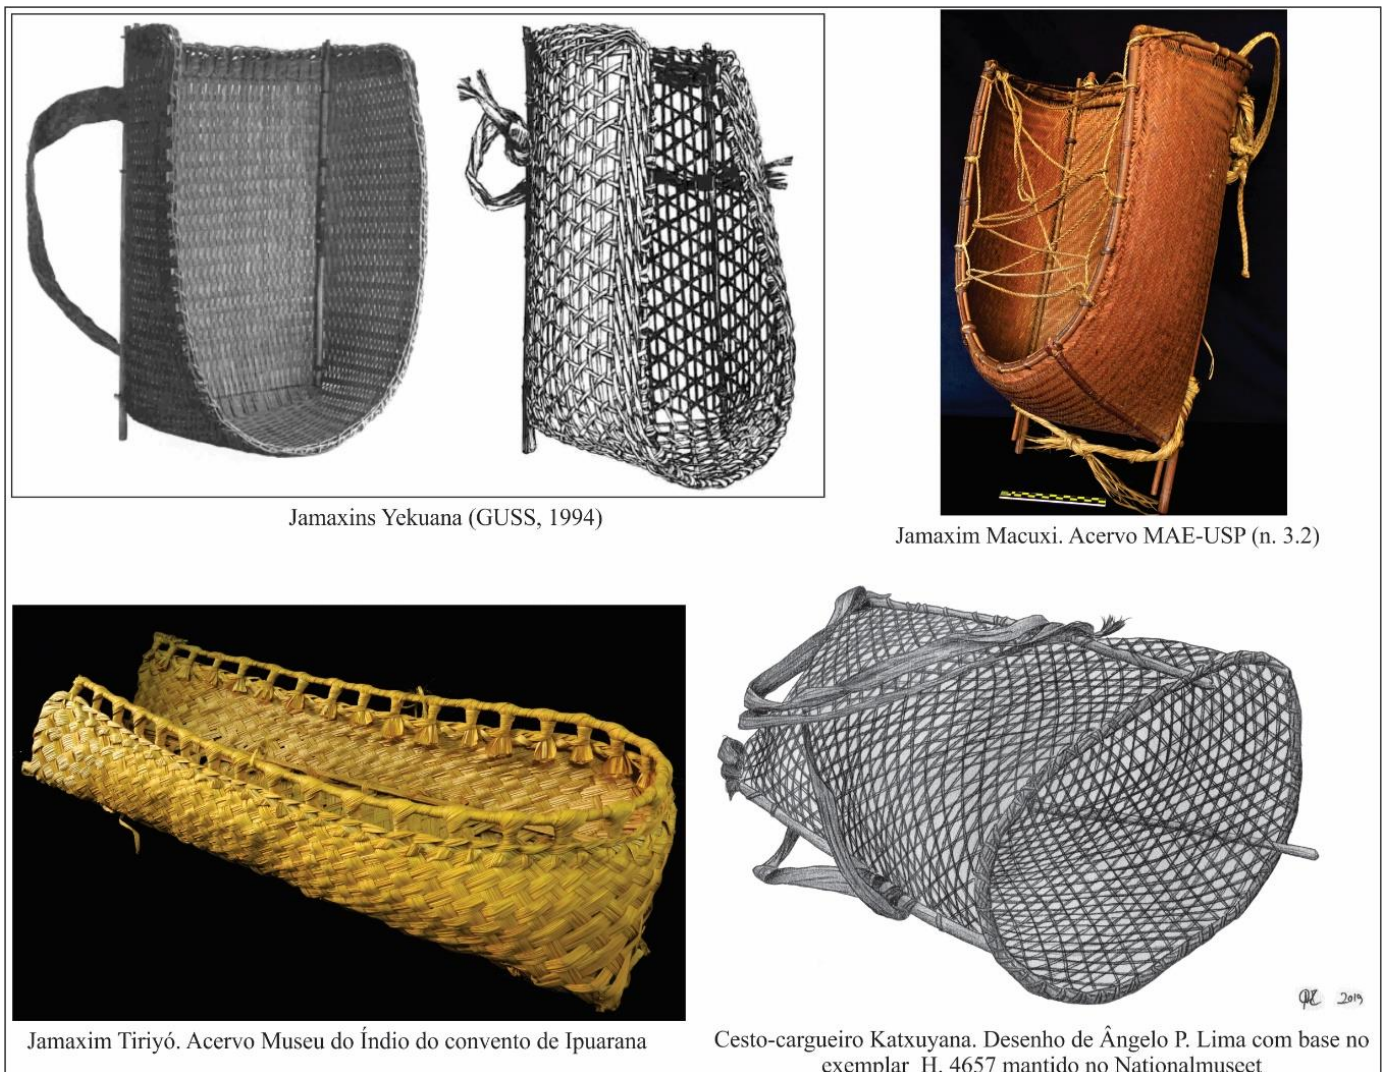 Jamaxins Yekuana (GUSS, 1994)
Jamaxim Macuxi. Acervo MAE-USP (n. 3.2)
Jamaxim Tiriyó. Acervo Museu do Índio do convento de Ipuarana
2019
Cesto-cargueiro Katxuyana. Desenho de Ângelo P. Lima com base no
exemplar H. 4657 mantido no Nationalmuseet